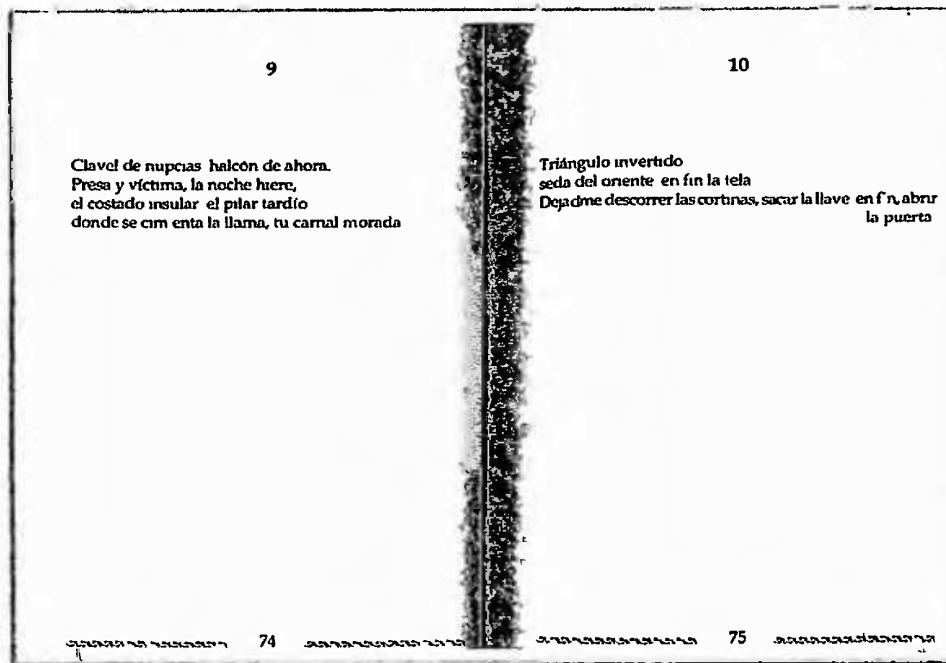 9
Clavel de nupcias halcón de ahora.
Presa y víctima, la noche hiere,
el costado insular el pilar tardío
donde se cimenta la llama, tu carnal morada
74
10
Triángulo invertido
seda del oriente en fin la tela
Dejadme descorrer las cortinas, sacar la llave en fin, abrir
la puerta
75